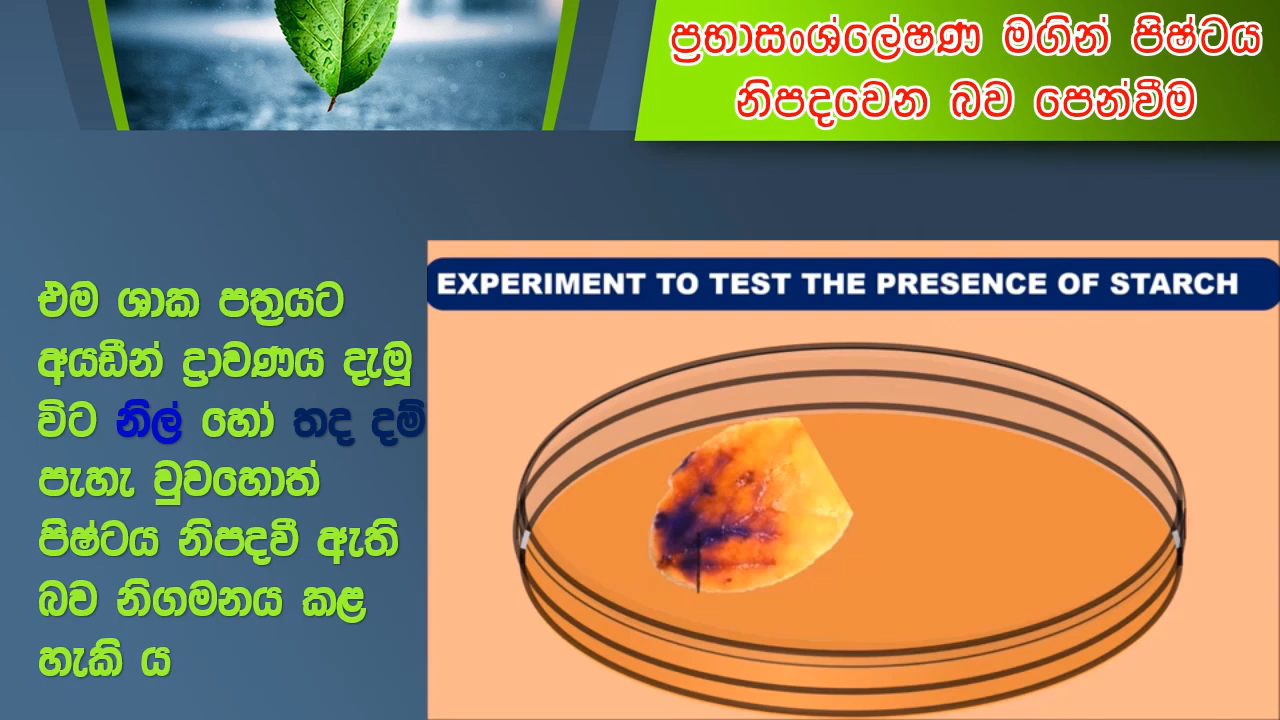 ප්‍රභාසංශ්ලේෂණ මගින් පිෂ්ටය
නිපදවෙන බව පෙන්වීම
එම ශාක පත්‍රයට
අයඩීන් ද්‍රාවණය දැමූ
විට නිල් හෝ තද දම්
පැහැ වුවහොත්
පිෂ්ටය නිපදවී ඇති
බව නිගමනය කළ
හැකි ය
EXPERIMENT TO TEST THE PRESENCE OF STARCH